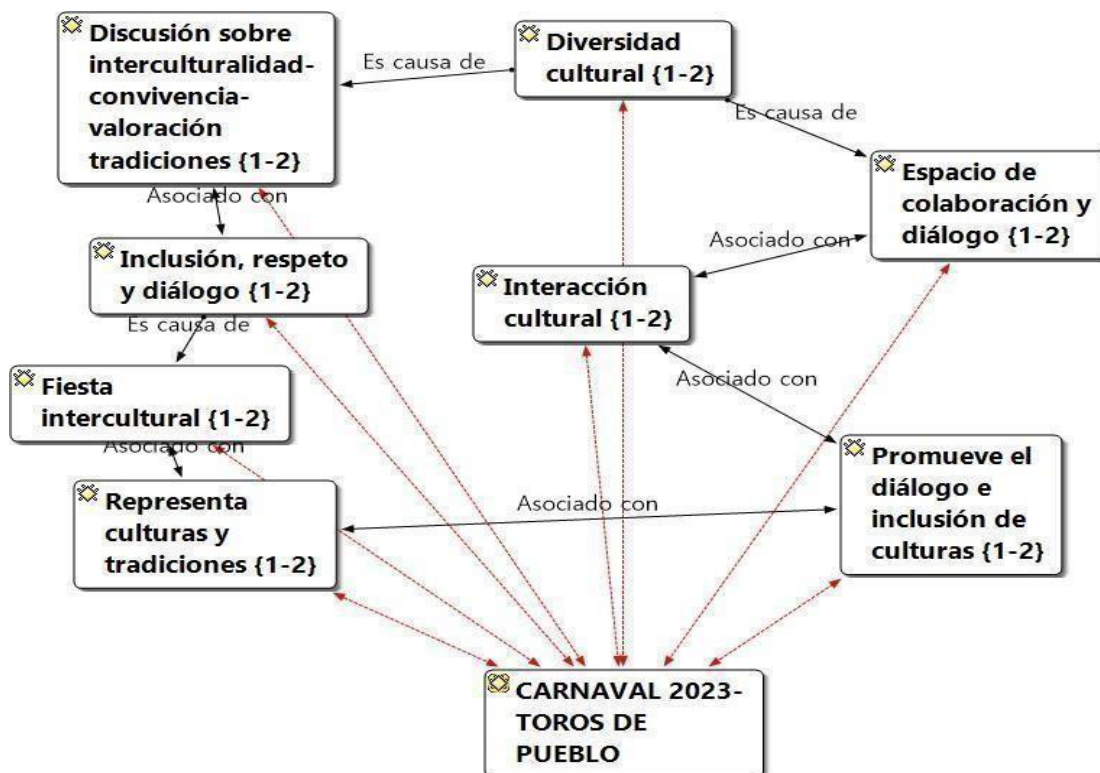 Discusión sobre
interculturalidad-
convivencia-
valoración
tradiciones {1-2}
Es causa de
Diversidad
cultural {1-2}
Es causa de
Espacio de
colaboración y
diálogo {1-2}
Asociado con
Inclusión, respeto
y diálogo {1-2}
Asociado con
Interacción
cultural {1-2}
Es causa de
Fiesta
intercultural {1-2}
Asociado con
Asociado con
Representa
culturas y
tradiciones {1-2}
Asociado con
Promueve el
diálogo e
inclusión de
culturas {1-2}
CARNAVAL 2023-
TOROS DE
PUEBLO